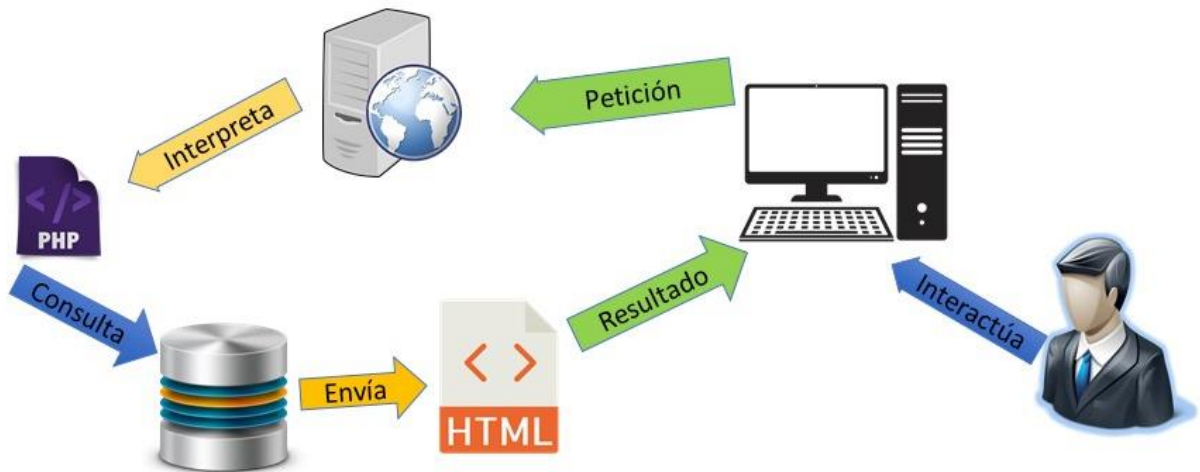 Petición
Interpreta
</>
PHP
Consulta
Envía
< >
HTML
Resultado
Interactúa